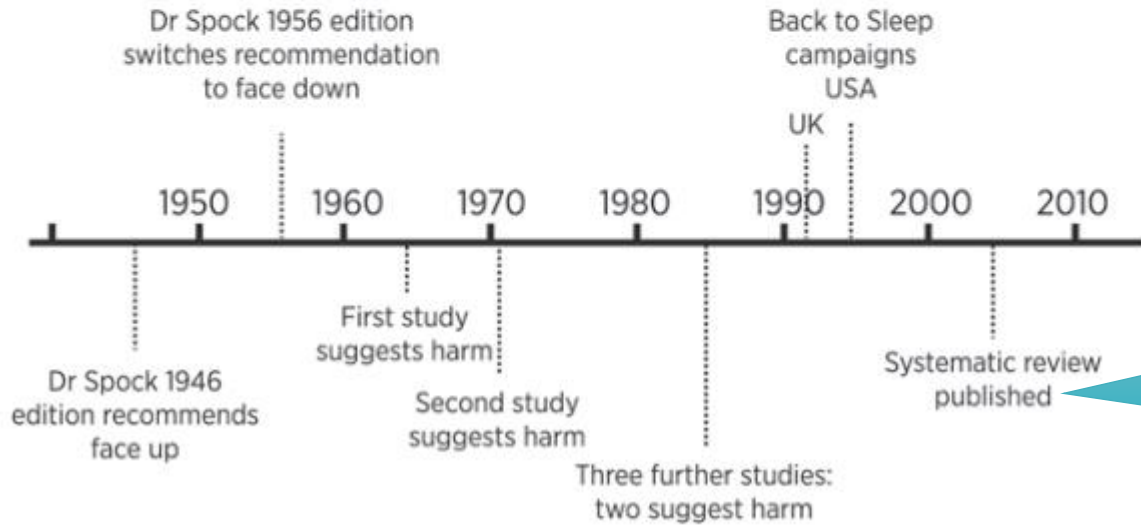 Dr Spock 1956 edition
switches recommendation
to face down
Back to Sleep
campaigns
USA
UK
1950 1960 1970 1980 1990 2000 2010
First study
suggests harm
Second study
suggests harm
Dr Spock 1946
edition recommends
face up
Three further studies:
two suggest harm
Systematic review
published